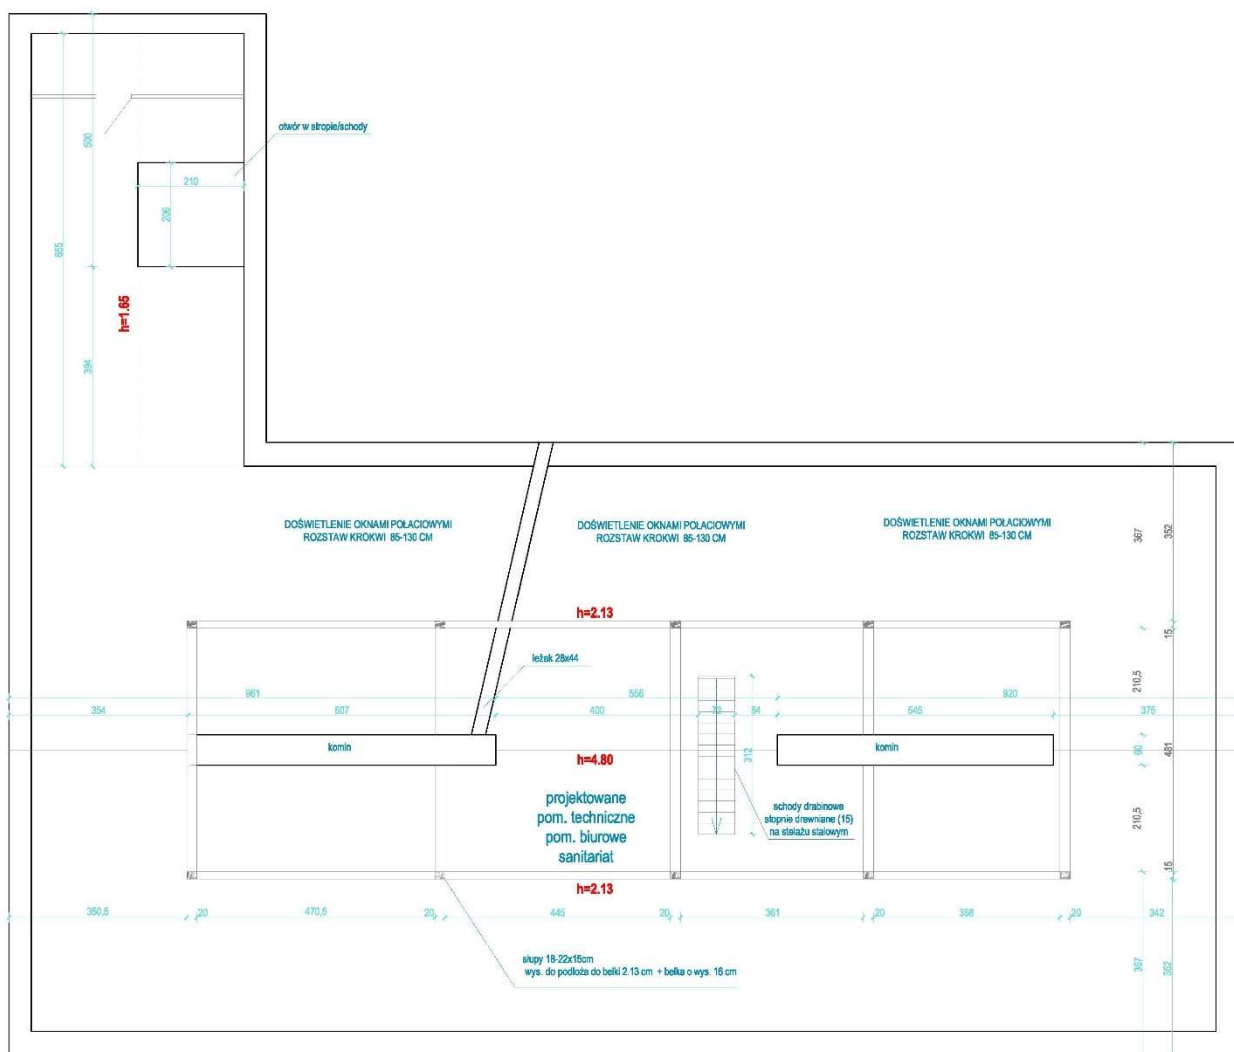 otwór w stropie/schody
500
210
206
855
h=1.65
394
DOŚWIETLENIE OKNAMI POŁACIOWYMI
ROZSTAW KROKWI 85-130 CM
DOŚWIETLENIE OKNAMI POŁACIOWYMI
ROZSTAW KROKWI 85-130 CM
DOŚWIETLENIE OKNAMI POŁACIOWYMI
ROZSTAW KROKWI 85-130 CM
367
352
h=2.13
15
leżak 28x44
210,5
961
556
920
354
607
400
72
84
545
375
komin
h=4.80
312
komin
60
481
projektowane
pom. techniczne
pom. biurowe
sanitariat
schody drabinowe
stopnie drewniane (15)
na stelażu stalowym
210,5
15
h=2.13
350,5
20
470,5
20
445
20
361
20
368
20
342
słupy 18-22x15cm
wys. do podłoża do belki 2.13 cm + belka o wys. 16 cm
367
352